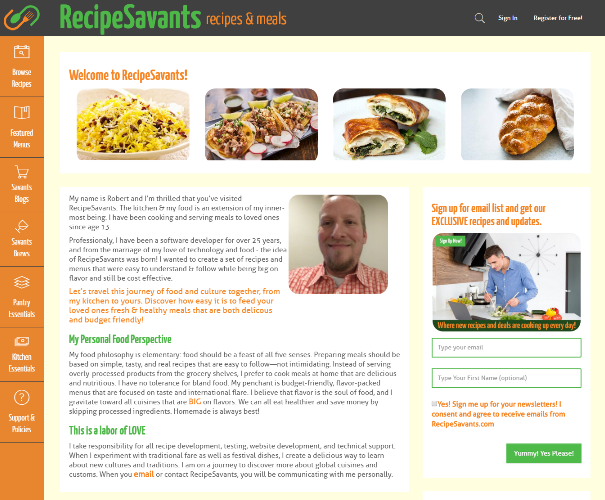 RecipeSavants recipes & meals
Sign In
Register for Free!
Browse
Recipes
Featured
Menus
Savants
Blogs
Savants
Brews
Pantry
Essentials
Kitchen
Essentials
Support &
Policies
Welcome to RecipeSavants!
My name is Robert and I'm thrilled that you've visited
RecipeSavants. The kitchen & my food is an extension of my inner-
most being. I have been cooking and serving meals to loved ones
since age 13.
Professionaly, I have been a software developer for over 25 years,
and from the marriage of my love of technology and food - the idea
of RecipeSavants was born! I wanted to create a set of recipes and
menus that were easy to understand & follow while being big on
flavor and still be cost effective.
Let's travel this journey of food and culture together, from
my kitchen to yours. Discover how easy it is to feed your
loved ones fresh & healthy meals that are both delicous
and budget friendly!
My Personal Food Perspective
My food philosophy is elementary: food should be a feast of all five senses. Preparing meals should be
based on simple, tasty, and real recipes that are easy to follow—not intimidating. Instead of serving
overly-processed products from the grocery shelves, I prefer to cook meals at home that are delicious
and nutritious. I have no tolerance for bland food. My penchant is budget-friendly, flavor-packed
menus that are focused on taste and international flare. I believe that flavor is the soul of food, and I
gravitate toward all cuisines that are BIG on flavors. We can all eat healthier and save money by
skipping processed ingredients. Homemade is always best!
This is a labor of LOVE
I take responsibility for all recipe development, testing, website development, and technical support.
When I experiment with traditional fare as well as festival dishes, I create a delicious way to learn
about new cultures and traditions. I am on a journey to discover more about global cuisines and
customs. When you email or contact RecipeSavants, you will be communicating with me personally.
Sign up for email list and get our
EXCLUSIVE recipes and updates.
Sign Up Now!
Where new recipes and deals are cooking up every day!
Type your email
Type Your First Name (optional)
Yes! Sign me up for your newsletters! I
consent and agree to receive emails from
RecipeSavants.com
Yummy! Yes Please!